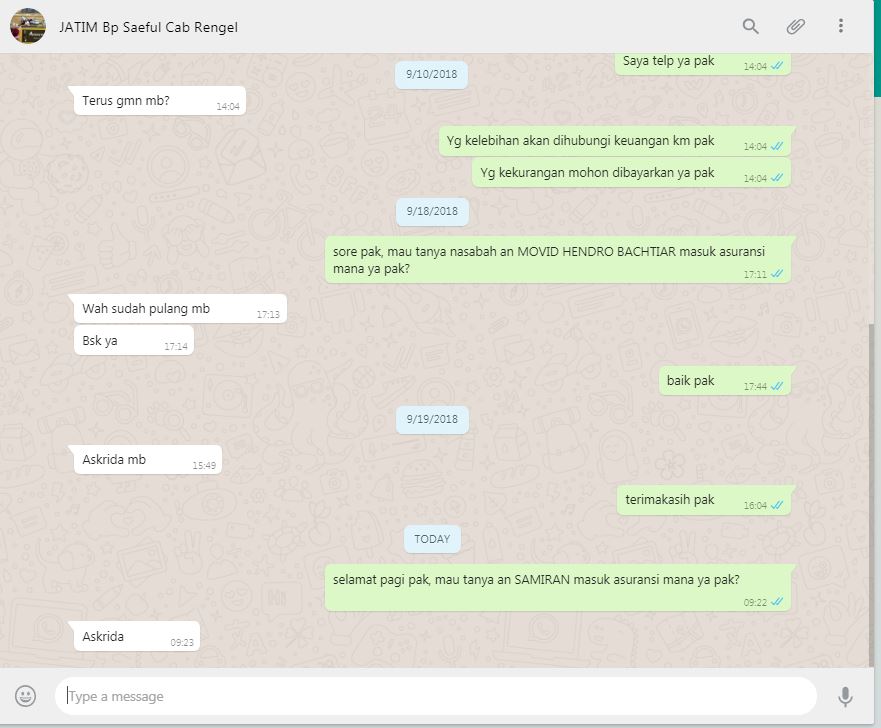 JATIM Bp Saeful Cab Rengel
Saya telp ya pak
14:04
9/10/2018
Terus gmn mb?
14:04
Yg kelebihan akan dihubungi keuangan km pak
14:04
Yg kekurangan mohon dibayarkan ya pak
14:04
9/18/2018
sore pak, mau tanya nasabah an MOVID HENDRO BACHTIAR masuk asuransi
mana ya pak?
17:11
Wah sudah pulang mb
17:13
Bsk ya
17:14
baik pak
17:44
9/19/2018
Askrida mb
15:49
terimakasih pak
16:04
TODAY
selamat pagi pak, mau tanya an SAMIRAN masuk asuransi mana ya pak?
09:22
Askrida
09:23
Type a message